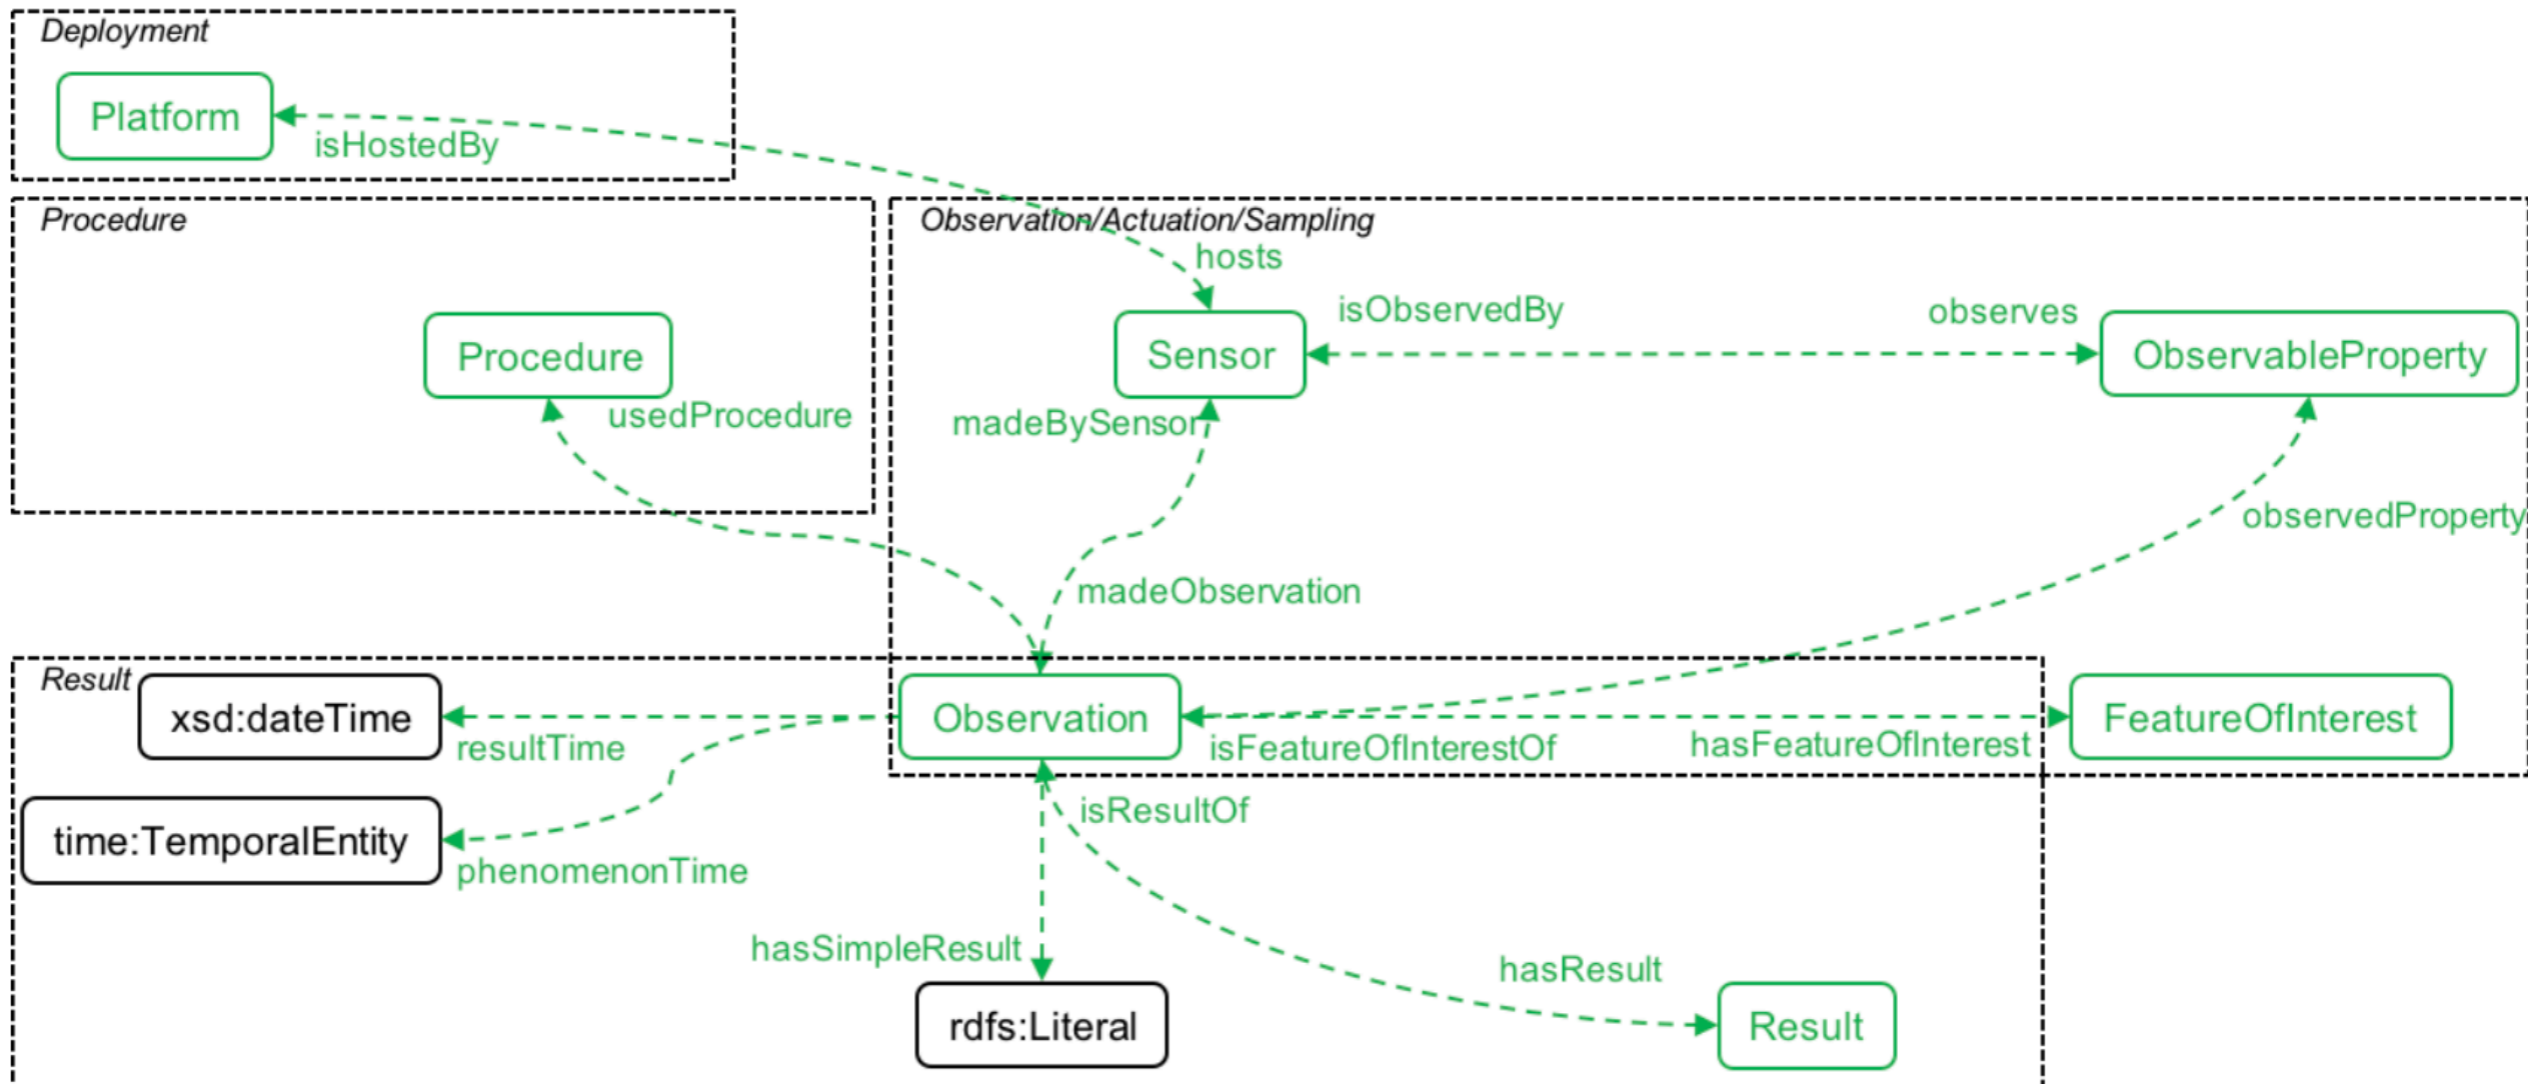 Deployment
Platform
isHostedBy
Procedure
Observation/Actuation/Sampling
hosts
isObservedBy
observes
Procedure
Sensor
ObservableProperty
usedProcedure
madeBySensor
observedProperty
madeObservation
Result
xsd:dateTime
Observation
FeatureOfInterest
resultTime
isFeatureOfInterestOf
hasFeatureOfInterest
time:TemporalEntity
isResultOf
phenomenonTime
hasSimpleResult
hasResult
rdfs:Literal
Result